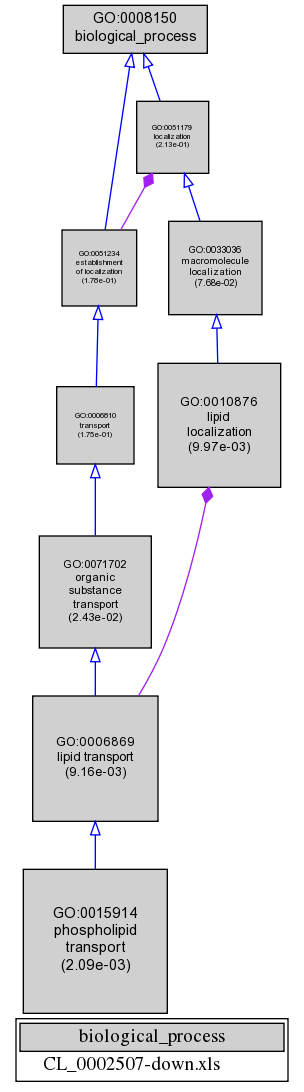 GO:0008150
biological_process
GO:0051179
localization
(2.13e-01)
GO:0051234
establishment
of localization
(1.78e-01)
GO:0033036
macromolecule
localization
(7.68e-02)
GO:0006810
transport
(1.75e-01)
GO:0010876
lipid
localization
(9.97e-03)
GO:0071702
organic
substance
transport
(2.43e-02)
GO:0006869
lipid transport
(9.16e-03)
GO:0015914
phospholipid
transport
(2.09e-03)
biological_process
CL_0002507-down.xls